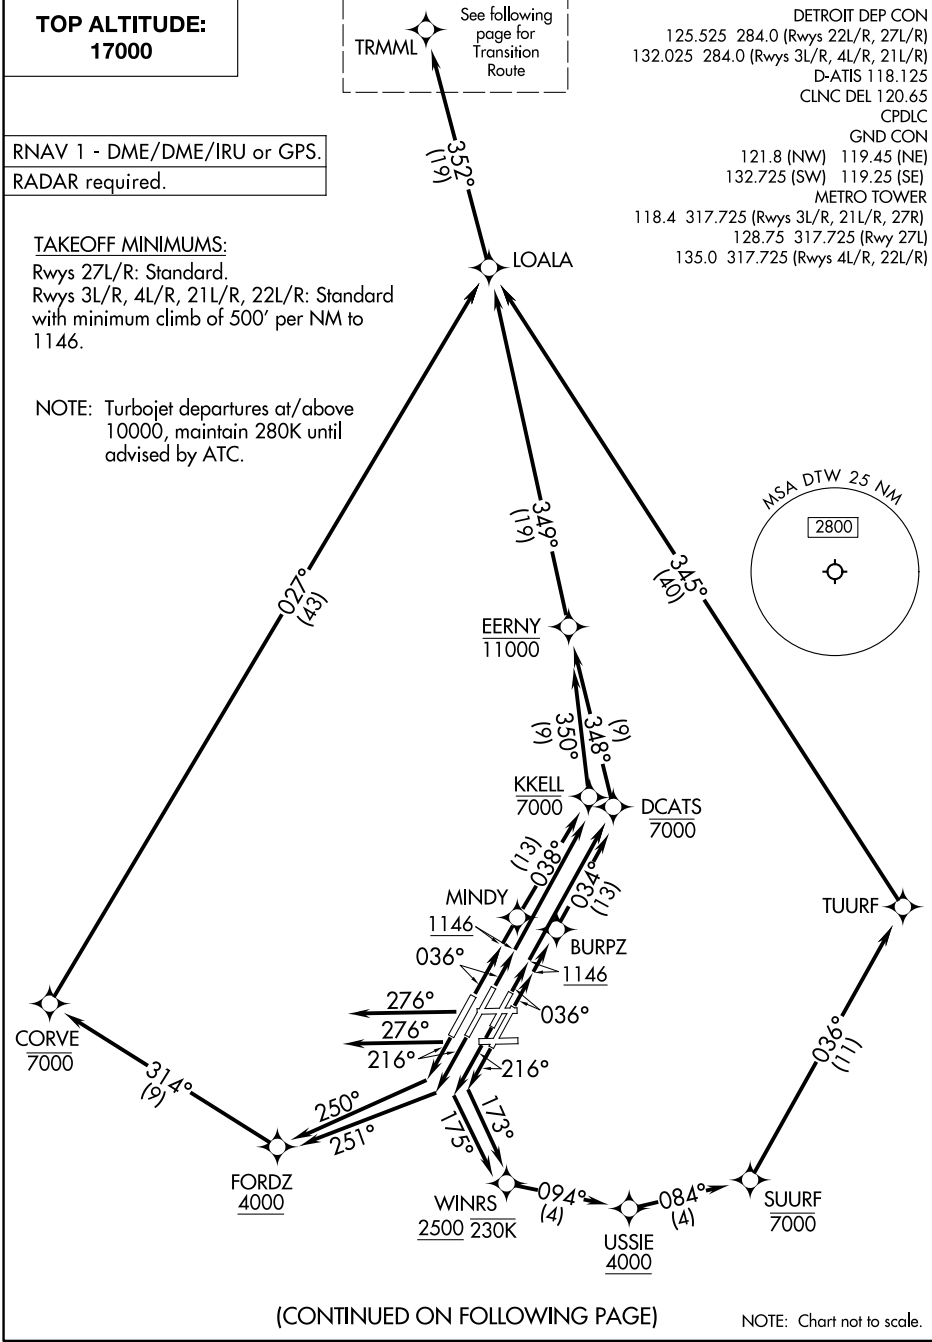 TOP ALTITUDE:
17000
TRMML
See following
page for
Transition
Route
DETROIT DEP CON
125.525 284.0 (Rwys 22L/R, 27L/R)
132.025 284.0 (Rwys 3L/R, 4L/R, 21L/R)
D-ATIS 118.125
CLNC DEL 120.65
CPDLC
GND CON
121.8 (NW) 119.45 (NE)
132.725 (SW) 119.25 (SE)
METRO TOWER
118.4 317.725 (Rwys 3L/R, 21L/R, 27R)
128.75 317.725 (Rwy 27L)
135.0 317.725 (Rwys 4L/R, 22L/R)
RNAV 1 - DME/DME/IRU or GPS.
RADAR required.
352°
(19)
TAKEOFF MINIMUMS:
Rwys 27L/R: Standard.
Rwys 3L/R, 4L/R, 21L/R, 22L/R: Standard
with minimum climb of 500' per NM to
1146.
LOALA
NOTE: Turbojet departures at/above
10000, maintain 280K until
advised by ATC.
MSA DTW 25 NM
2800
349°
(19)
345°
(40)
027°
(43)
EERNY
11000
350°
(9)
348°
(9)
KKELL
7000
DCATS
7000
(13)
038°
034°
(13)
MINDY
1146
BURPZ
1146
TUURF
036°
036°
276°
276°
216°
216°
CORVE
7000
314°
(9)
250°
251°
175°
173°
036°
(11)
FORDZ
4000
WINRS
2500 230K
094°
(4)
USSIE
4000
084°
(4)
SUURF
7000
(CONTINUED ON FOLLOWING PAGE)
NOTE: Chart not to scale.